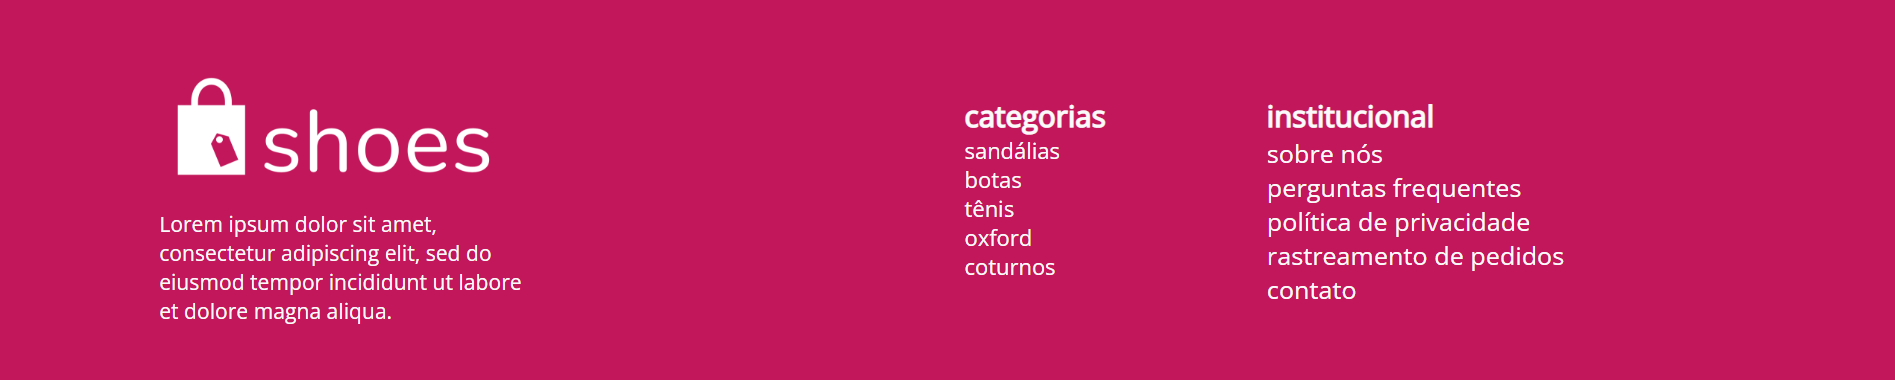 shoes
Lorem ipsum dolor sit amet,
consectetur adipiscing elit, sed do
eiusmod tempor incididunt ut labore
et dolore magna aliqua.
categorias
sandálias
botas
tênis
oxford
coturnos
institucional
sobre nós
perguntas frequentes
política de privacidade
rastreamento de pedidos
contato